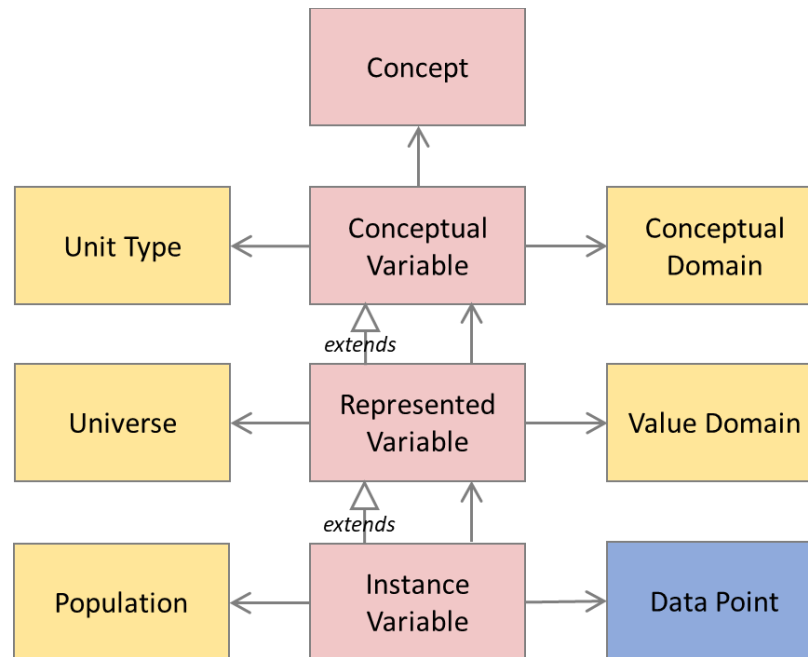 Concept
Unit Type
Conceptual
Variable
Conceptual
Domain
extends
Universe
Represented
Variable
Value Domain
extends
Population
Instance
Variable
Data Point